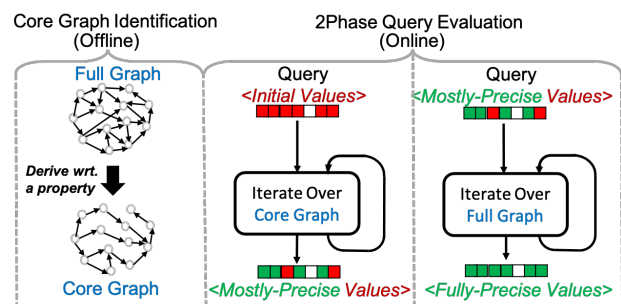 Core Graph Identification
(Offline)
2Phase Query Evaluation
(Online)
Full Graph
Derive wrt.
a property
Core Graph
Query
<Initial Values>
Iterate Over
Core Graph
<Mostly-Precise Values>
Query
<Mostly-Precise Values>
Iterate Over
Full Graph
<Fully-Precise Values>